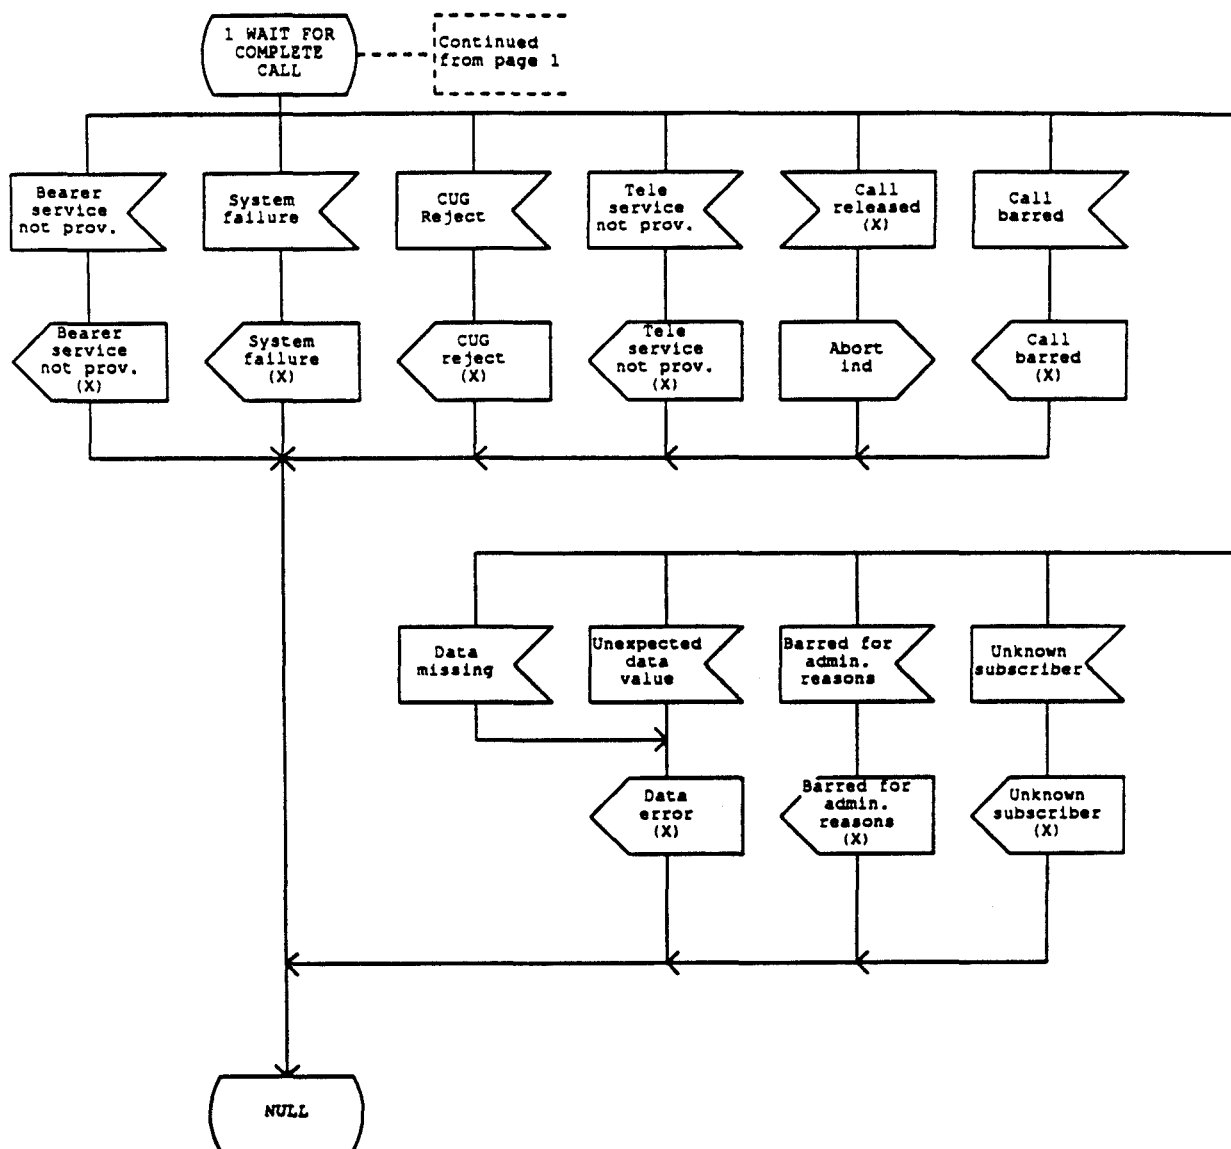 1 WAIT FOR
COMPLETE
CALL
Continued
from page 1
Bearer
service
not prov.
System
failure
CUG
Reject
Tele
service
not prov.
Call
released
(X)
Call
barred
Bearer
service
not prov.
(X)
System
failure
(X)
CUG
reject
(X)
Tele
service
not prov.
(X)
Abort
ind
Call
barred
(X)
Data
missing
Unexpected
data
value
Barred for
admin.
reasons
Unknown
subscriber
Data
error
(X)
Barred for
admin.
reasons
(X)
Unknown
subscriber
(X)
NULL